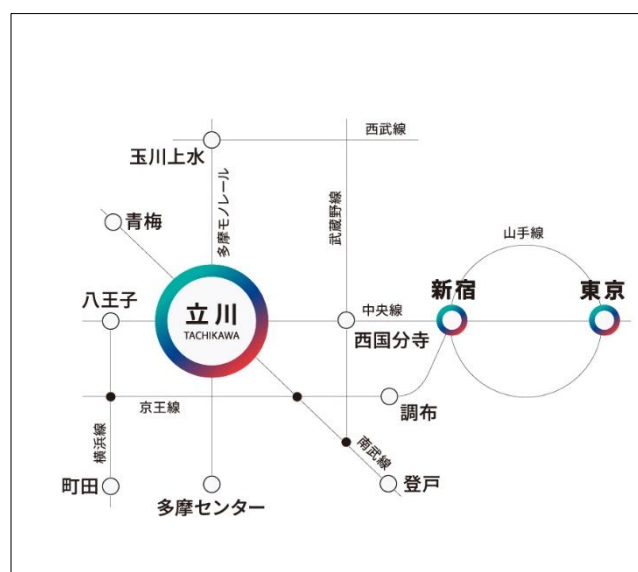 西武線
玉川上水
多摩モノレール
武蔵野線
青梅
山手線
八王子
立川
TACHIKAWA
中央線
新宿
東京
西国分寺
京王線
調布
横浜線
南武線
町田
多摩センター
登戸